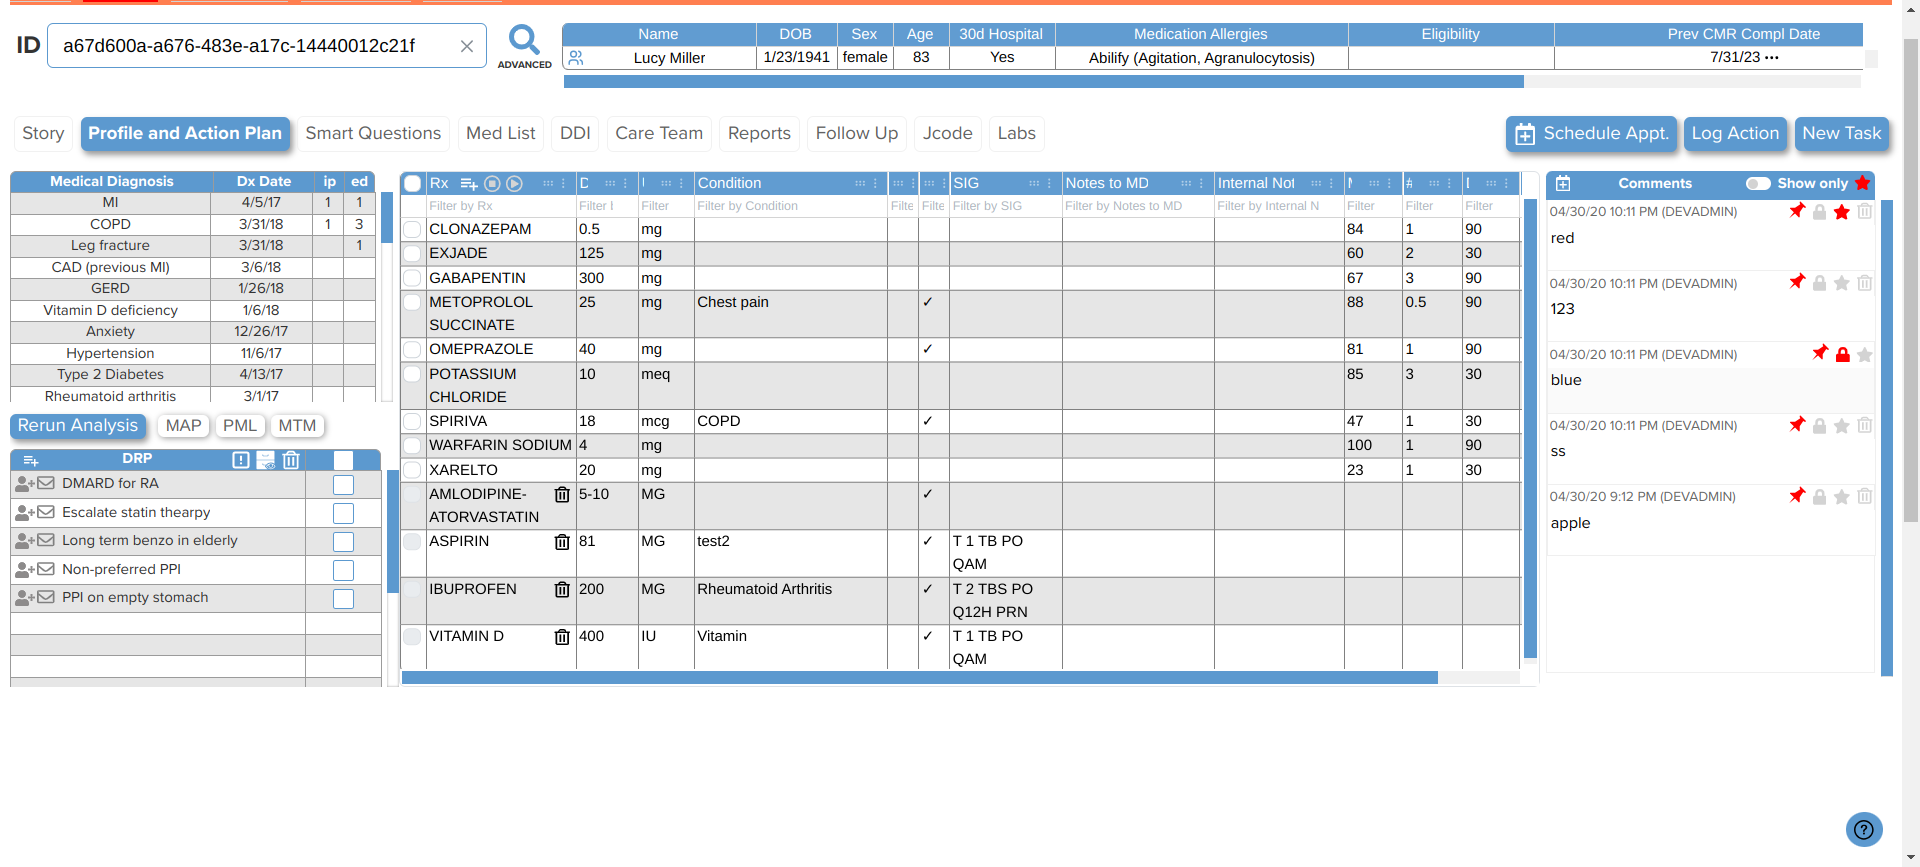 ID a67d600a-a676-483e-a17c-14440012c21f
ADVANCED
Name DOB Sex Age 30d Hospital Medication Allergies Eligibility Prev CMR Compl Date
Lucy Miller 1/23/1941 female 83 Yes Abilify (Agitation, Agranulocytosis) 7/31/23 •••
Story Profile and Action Plan Smart Questions Med List DDI Care Team Reports Follow Up Jcode Labs
Schedule Appt. Log Action New Task
Medical Diagnosis Dx Date ip ed
MI 4/5/17 1 1
COPD 3/31/18 1 3
Leg fracture 3/31/18 1
CAD (previous MI) 3/6/18
GERD 1/26/18
Vitamin D deficiency 1/6/18
Anxiety 12/26/17
Hypertension 11/6/17
Type 2 Diabetes 4/13/17
Rheumatoid arthritis 3/1/17
Rerun Analysis MAP PML MTM
DRP
DMARD for RA
Escalate statin thearpy
Long term benzo in elderly
Non-preferred PPI
PPI on empty stomach
Rx Condition SIG Notes to MD Internal Not
Filter by Rx Filter Filter Filter by Condition Filte Filte Filter by SIG Filter by Notes to MD Filter by Internal N Filter Filter Filter
CLONAZEPAM 0.5 mg 84 1 90
EXJADE 125 mg 60 2 30
GABAPENTIN 300 mg 67 3 90
METOPROLOL SUCCINATE 25 mg Chest pain ✓ 88 0.5 90
OMEPRAZOLE 40 mg ✓ 81 1 90
POTASSIUM CHLORIDE 10 meq 85 3 30
SPIRIVA 18 mcg COPD ✓ 47 1 30
WARFARIN SODIUM 4 mg 100 1 90
XARELTO 20 mg 23 1 30
AMLODIPINE-ATORVASTATIN 5-10 MG ✓
ASPIRIN 81 MG test2 ✓ T 1 TB PO QAM
IBUPROFEN 200 MG Rheumatoid Arthritis ✓ T 2 TBS PO Q12H PRN
VITAMIN D 400 IU Vitamin ✓ T 1 TB PO QAM
Comments Show only
04/30/20 10:11 PM (DEVADMIN)
red
04/30/20 10:11 PM (DEVADMIN)
123
04/30/20 10:11 PM (DEVADMIN)
blue
04/30/20 10:11 PM (DEVADMIN)
ss
04/30/20 9:12 PM (DEVADMIN)
apple